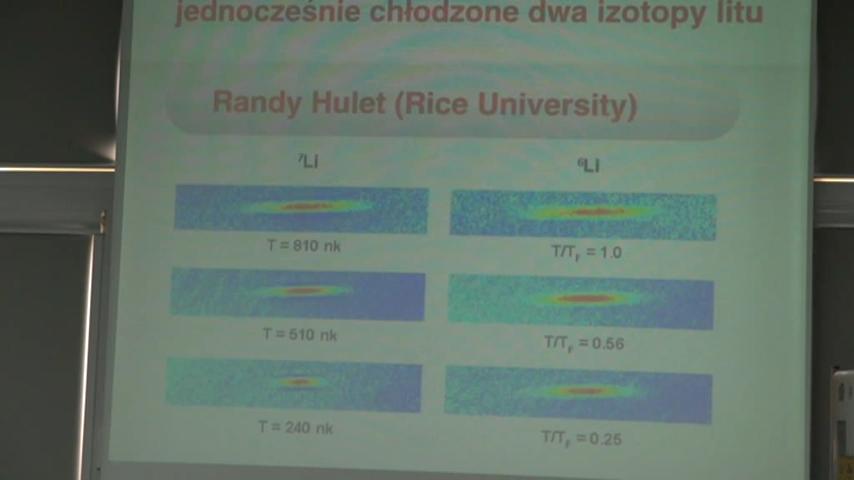 jednocześnie chłodzone dwa izotopy litu
Randy Hulet (Rice University)
⁷Li ⁶Li
T = 810 nk T/T_F = 1.0
T = 510 nk T/T_F = 0.56
T = 240 nk T/T_F = 0.25